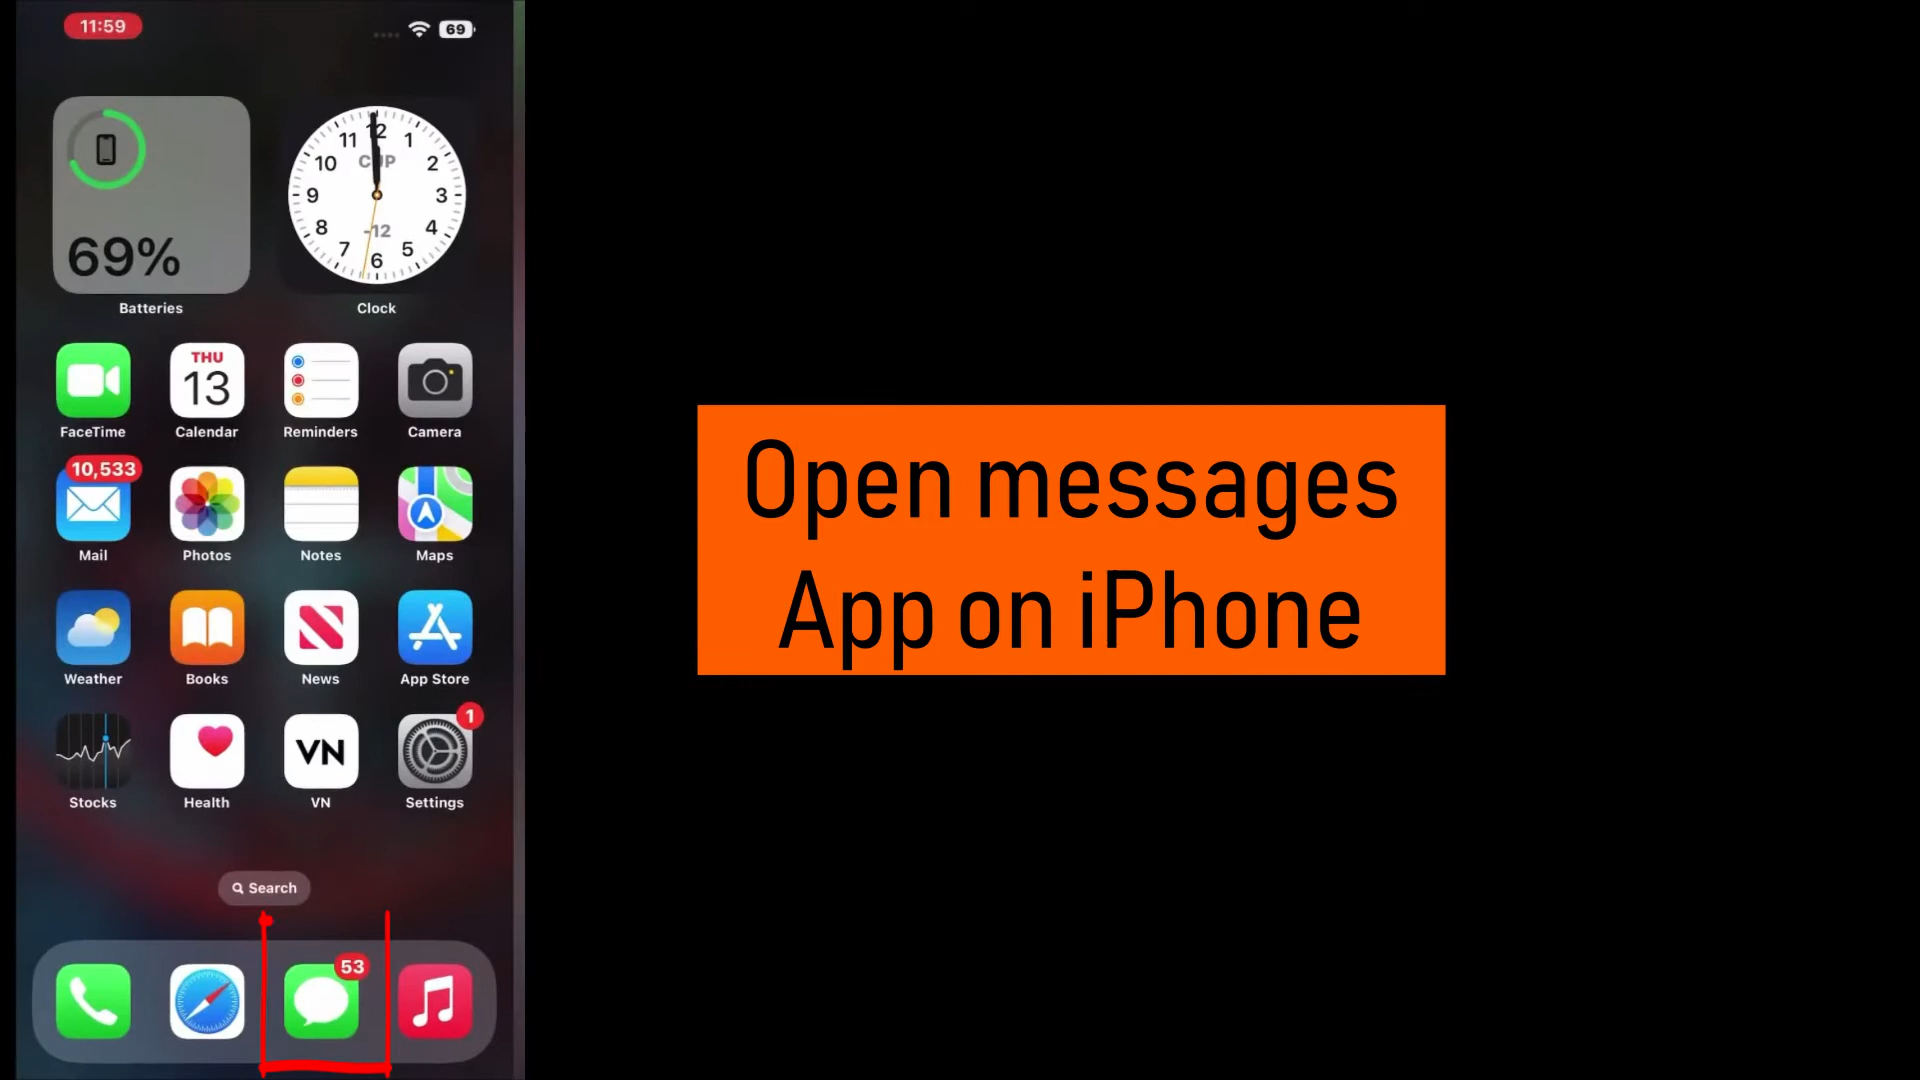 11:59
69
69%
Batteries
11 12 1
10 CUP 2
9 3
8 -12 4
7 6 5
Clock
THU
13
FaceTime Calendar Reminders Camera
10,533
Mail Photos Notes Maps
Weather Books News App Store
1
VN
Stocks Health VN Settings
Search
53
Open messages
App on iPhone